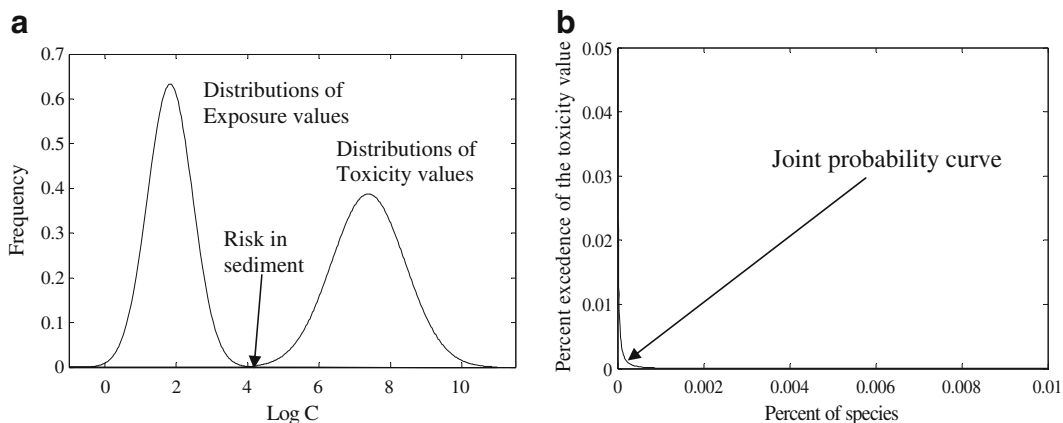 a
0.7
0.6
0.5
0.4
0.3
0.2
0.1
0
Frequency
Distributions of
Exposure values
Distributions of
Toxicity values
Risk in
sediment
0 2 4 6 8 10
Log C
b
0.05
0.04
0.03
0.02
0.01
0
Percent excedence of the toxicity value
Joint probability curve
0 0.002 0.004 0.006 0.008 0.01
Percent of species